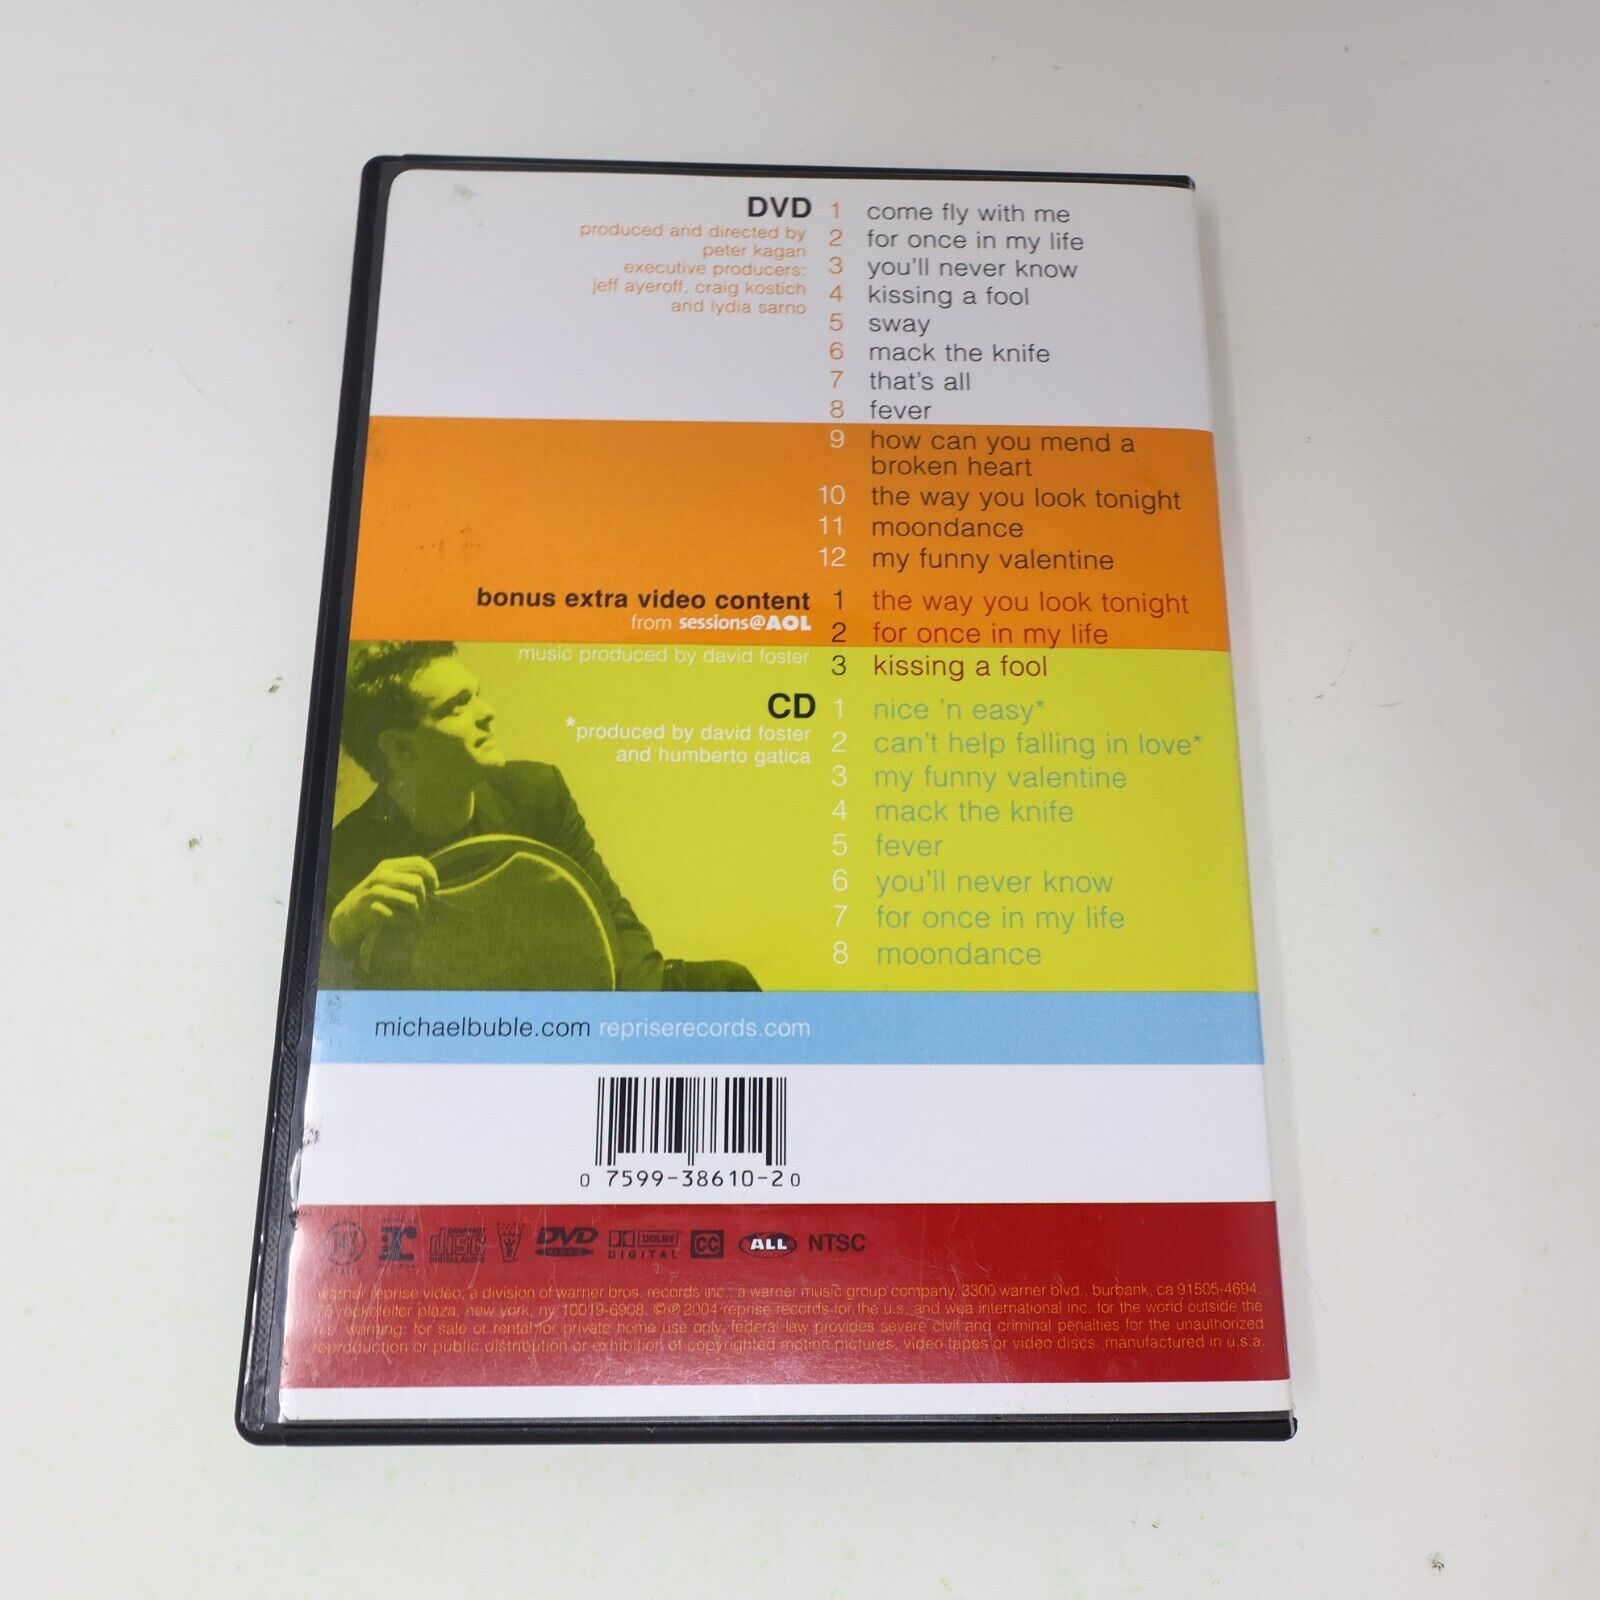 DVD
produced and directed by
peter kagan
executive producers:
jeff ayeroff, craig kostich
and lydia sarno
1 come fly with me
2 for once in my life
3 you'll never know
4 kissing a fool
5 sway
6 mack the knife
7 that's all
8 fever
9 how can you mend a
broken heart
10 the way you look tonight
11 moondance
12 my funny valentine
bonus extra video content
from sessions@AOL
music produced by david foster
1 the way you look tonight
2 for once in my life
3 kissing a fool
CD
*produced by david foster
and humberto gatica
1 nice 'n easy*
2 can't help falling in love*
3 my funny valentine
4 mack the knife
5 fever
6 you'll never know
7 for once in my life
8 moondance
michaelbuble.com repriserecords.com
0 7599-38610-2 0
143 r COMPACT disc DIGITAL AUDIO DVD VIDEO DOLBY DIGITAL CC ALL NTSC
warner reprise video, a division of warner bros. records inc., a warner music group company, 3300 warner blvd., burbank, ca 91505-4694.
75 rockefeller plaza, new york, ny 10019-6908. ©℗ 2004 reprise records for the u.s. and wea international inc. for the world outside the
u.s. warning: for sale or rental for private home use only. federal law provides severe civil and criminal penalties for the unauthorized
reproduction or public distribution or exhibition of copyrighted motion pictures, video tapes or video discs. manufactured in u.s.a.